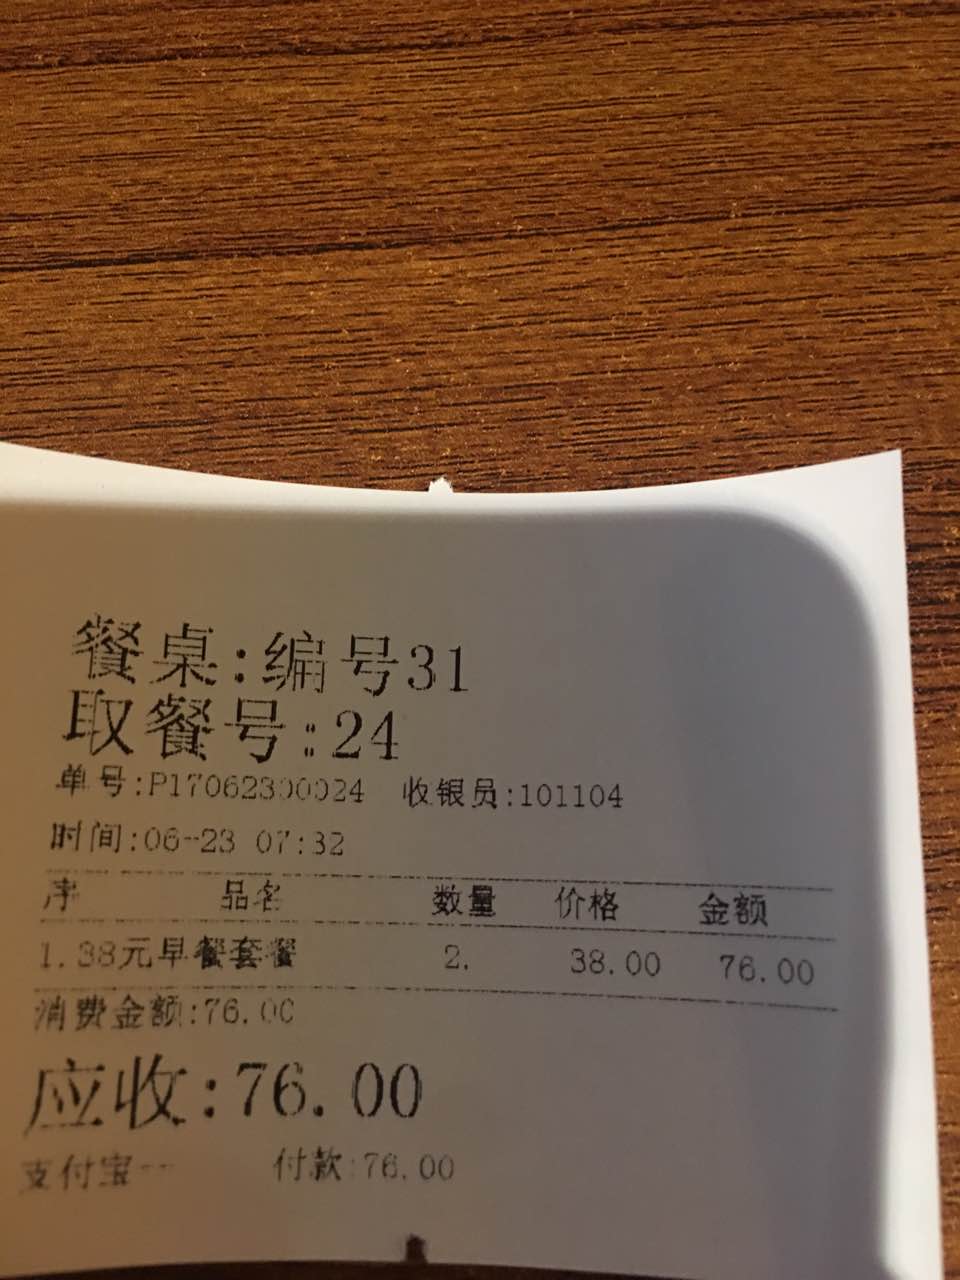 餐桌:编号31
取餐号:24
单号:P17062300024 收银员:101104
时间:06-23 07:32
序 品名 数量 价格 金额
1.38元早餐套餐 2. 38.00 76.00
消费金额:76.00
应收:76.00
支付宝-- 付款:76.00